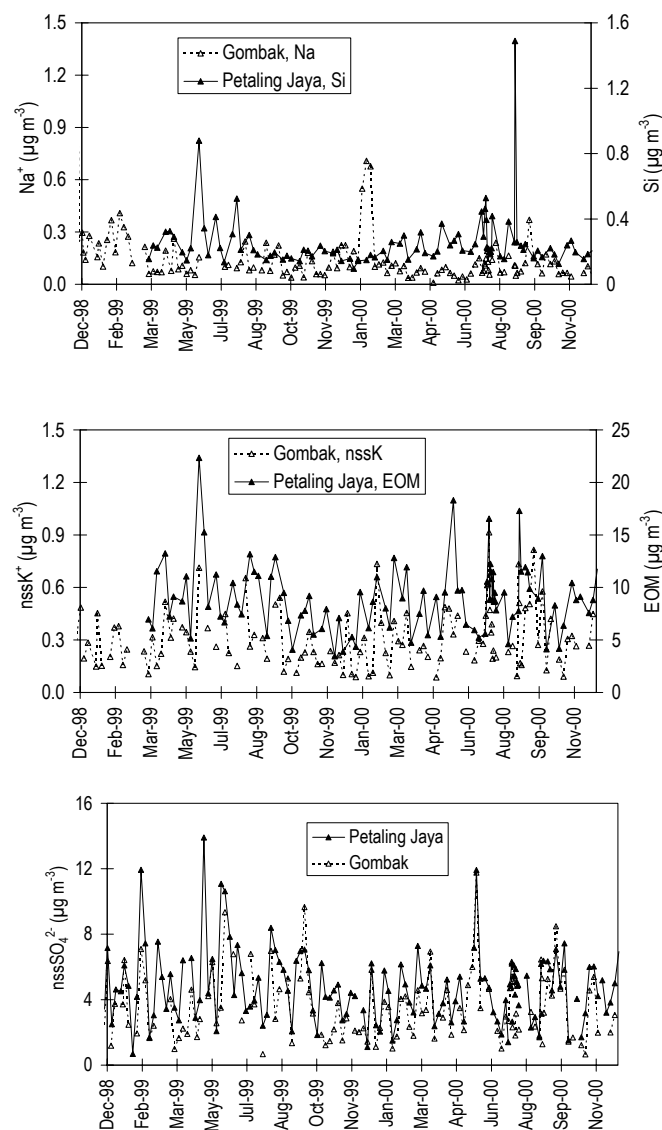 1.5
1.2
0.9
0.6
0.3
0.0
Na⁺ (µg m⁻³)
Gombak, Na
Petaling Jaya, Si
1.6
1.2
0.8
0.4
0.0
Si (µg m⁻³)
Dec-98
Feb-99
Mar-99
May-99
Jul-99
Aug-99
Oct-99
Nov-99
Jan-00
Feb-00
Apr-00
Jun-00
Aug-00
Sep-00
Nov-00
1.5
1.2
0.9
0.6
0.3
0.0
nssK⁺ (µg m⁻³)
Gombak, nssK
Petaling Jaya, EOM
25
20
15
10
5
0
EOM (µg m⁻³)
Dec-98
Feb-99
Mar-99
May-99
Jul-99
Aug-99
Oct-99
Nov-99
Jan-00
Feb-00
Apr-00
Jun-00
Aug-00
Sep-00
Nov-00
16
12
8
4
0
nssSO₄²⁻ (µg m⁻³)
Petaling Jaya
Gombak
Dec-98
Feb-99
Mar-99
May-99
Jul-99
Aug-99
Oct-99
Nov-99
Jan-00
Feb-00
Apr-00
Jun-00
Aug-00
Sep-00
Nov-00